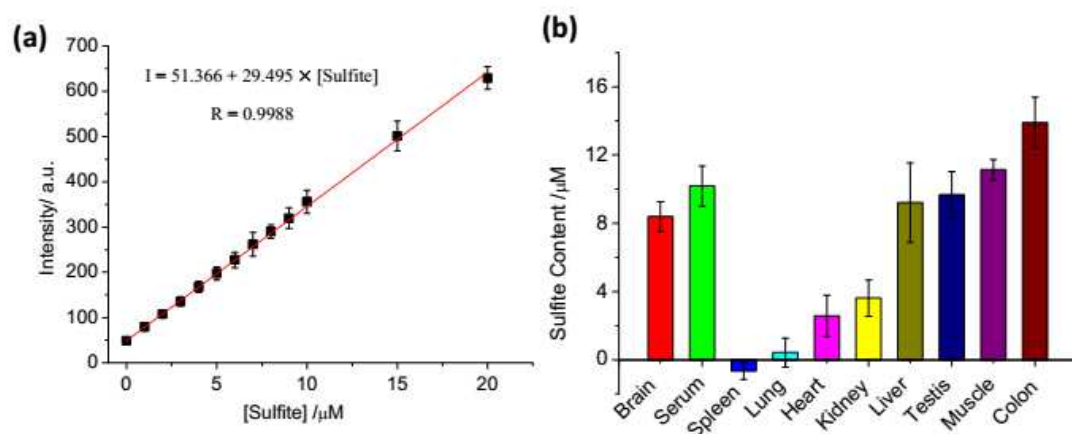 (a)
700
600
500
400
300
200
100
0
Intensity/ a.u.
I = 51.366 + 29.495 × [Sulfite]
R = 0.9988
0 5 10 15 20
[Sulfite] /μM
(b)
16
12
8
4
0
Sulfite Content /μM
Brain
Serum
Spleen
Lung
Heart
Kidney
Liver
Testis
Muscle
Colon